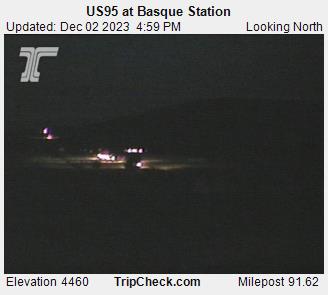 US95 at Basque Station
Updated: Dec 02 2023 4:59 PM Looking North
Elevation 4460 TripCheck.com Milepost 91.62